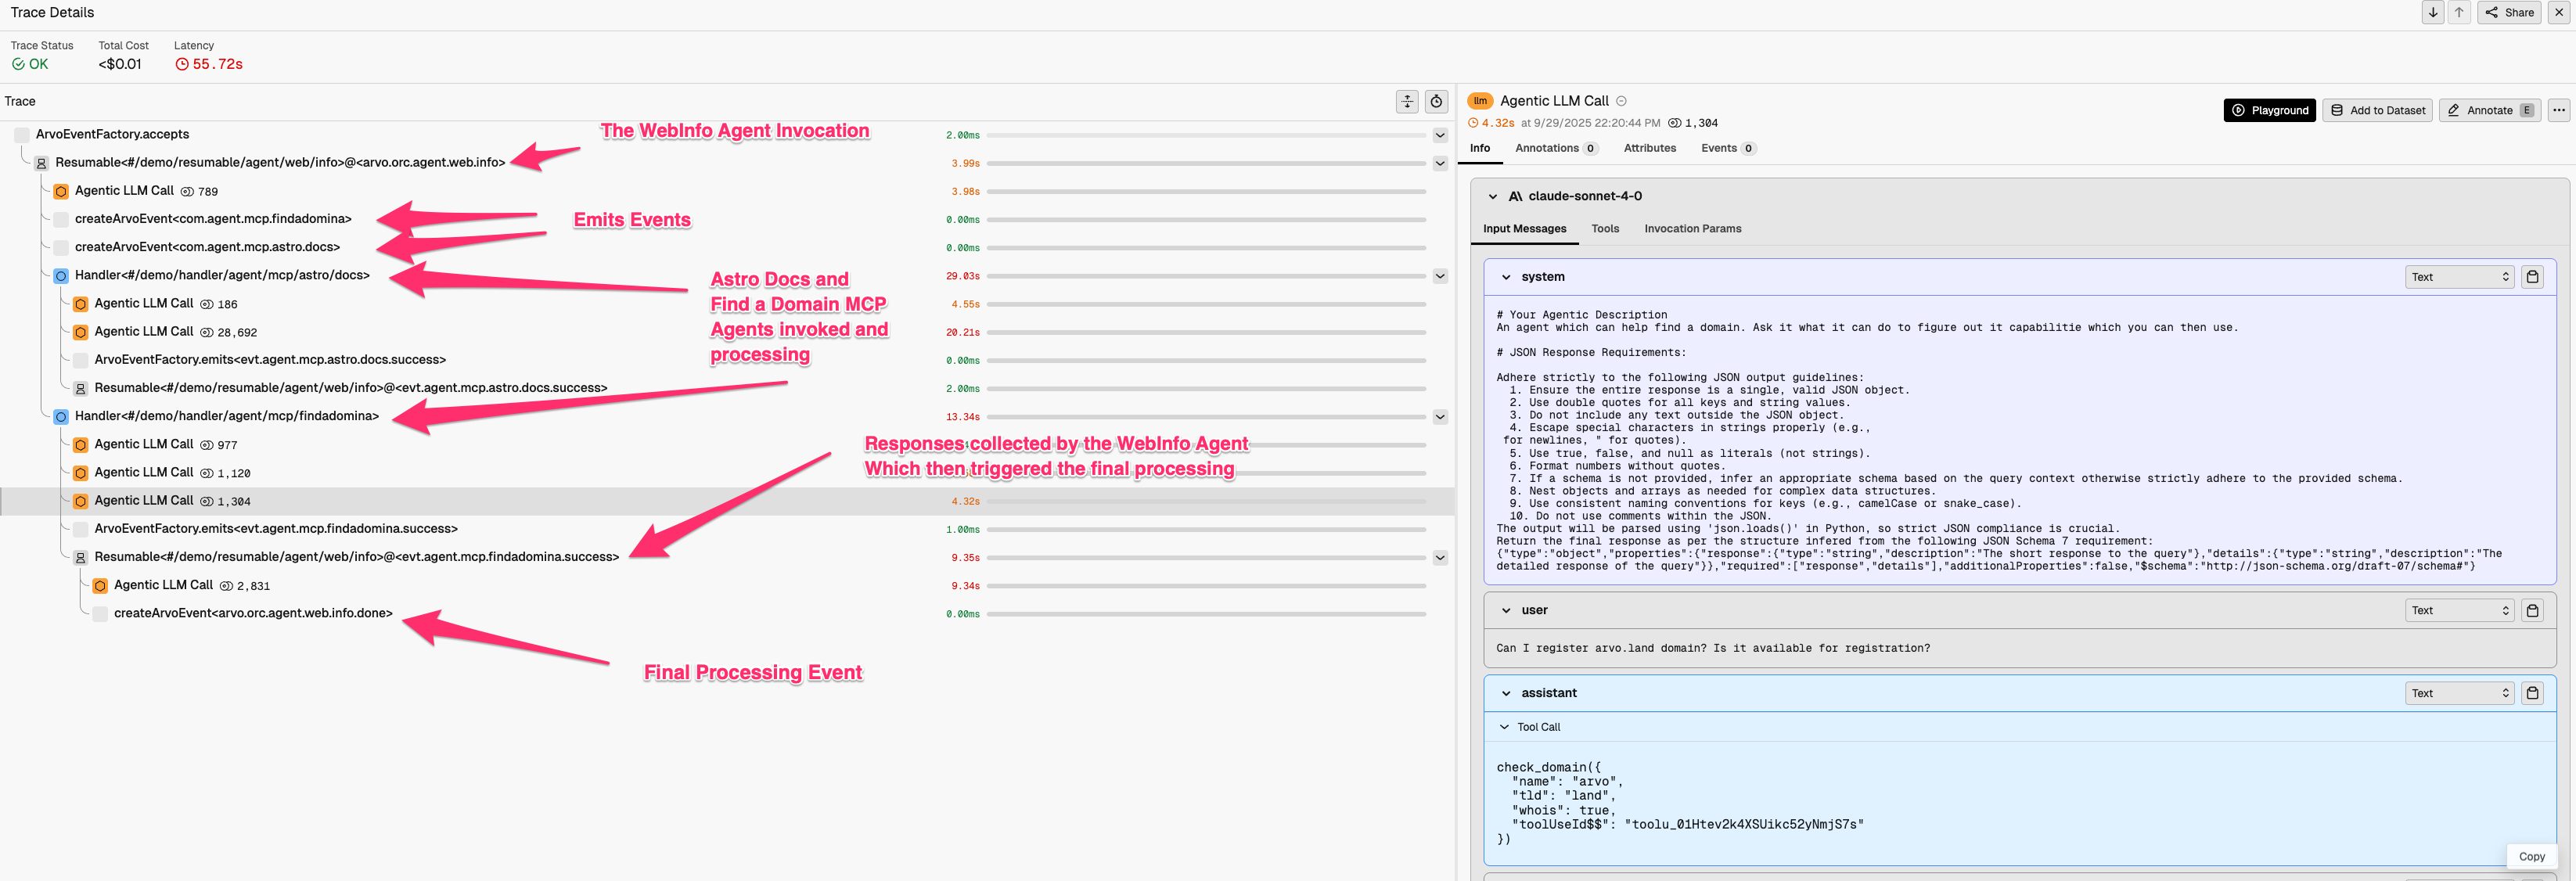 Trace Details
Share
Trace Status
Total Cost
Latency
OK
<$0.01
55.72s
Trace
ArvoEventFactory.accepts
2.00ms
The WebInfo Agent Invocation
Resumable<#/demo/resumable/agent/web/info>@<arvo.orc.agent.web.info>
3.99s
Agentic LLM Call 789
3.98s
createArvoEvent<com.agent.mcp.findadomina>
0.00ms
Emits Events
createArvoEvent<com.agent.mcp.astro.docs>
0.00ms
Handler<#/demo/handler/agent/mcp/astro/docs>
29.03s
Astro Docs and
Find a Domain MCP
Agents invoked and
processing
Agentic LLM Call 186
4.55s
Agentic LLM Call 28,692
20.21s
ArvoEventFactory.emits<evt.agent.mcp.astro.docs.success>
0.00ms
Resumable<#/demo/resumable/agent/web/info>@<evt.agent.mcp.astro.docs.success>
2.00ms
Handler<#/demo/handler/agent/mcp/findadomina>
13.34s
Agentic LLM Call 977
Responses collected by the WebInfo Agent
Which then triggered the final processing
Agentic LLM Call 1,120
Agentic LLM Call 1,304
4.32s
ArvoEventFactory.emits<evt.agent.mcp.findadomina.success>
1.00ms
Resumable<#/demo/resumable/agent/web/info>@<evt.agent.mcp.findadomina.success>
9.35s
Agentic LLM Call 2,831
9.34s
createArvoEvent<arvo.orc.agent.web.info.done>
0.00ms
Final Processing Event
llm Agentic LLM Call
4.32s at 9/29/2025 22:20:44 PM 1,304
Playground
Add to Dataset
Annotate E
Info
Annotations 0
Attributes
Events 0
claude-sonnet-4-0
Input Messages
Tools
Invocation Params
system
Text
# Your Agentic Description
An agent which can help find a domain. Ask it what it can do to figure out it capabilitie which you can then use.
# JSON Response Requirements:
Adhere strictly to the following JSON output guidelines:
1. Ensure the entire response is a single, valid JSON object.
2. Use double quotes for all keys and string values.
3. Do not include any text outside the JSON object.
4. Escape special characters in strings properly (e.g.,
for newlines, " for quotes).
5. Use true, false, and null as literals (not strings).
6. Format numbers without quotes.
7. If a schema is not provided, infer an appropriate schema based on the query context otherwise strictly adhere to the provided schema.
8. Nest objects and arrays as needed for complex data structures.
9. Use consistent naming conventions for keys (e.g., camelCase or snake_case).
10. Do not use comments within the JSON.
The output will be parsed using 'json.loads()' in Python, so strict JSON compliance is crucial.
Return the final response as per the structure infered from the following JSON Schema 7 requirement:
{"type":"object","properties":{"response":{"type":"string","description":"The short response to the query"},"details":{"type":"string","description":"The
detailed response of the query"}},"required":["response","details"],"additionalProperties":false,"$schema":"http://json-schema.org/draft-07/schema#"}
user
Text
Can I register arvo.land domain? Is it available for registration?
assistant
Text
Tool Call
check_domain({
"name": "arvo",
"tld": "land",
"whois": true,
"toolUseId$$": "toolu_01Htev2k4XSUikc52yNmjS7s"
})
Copy